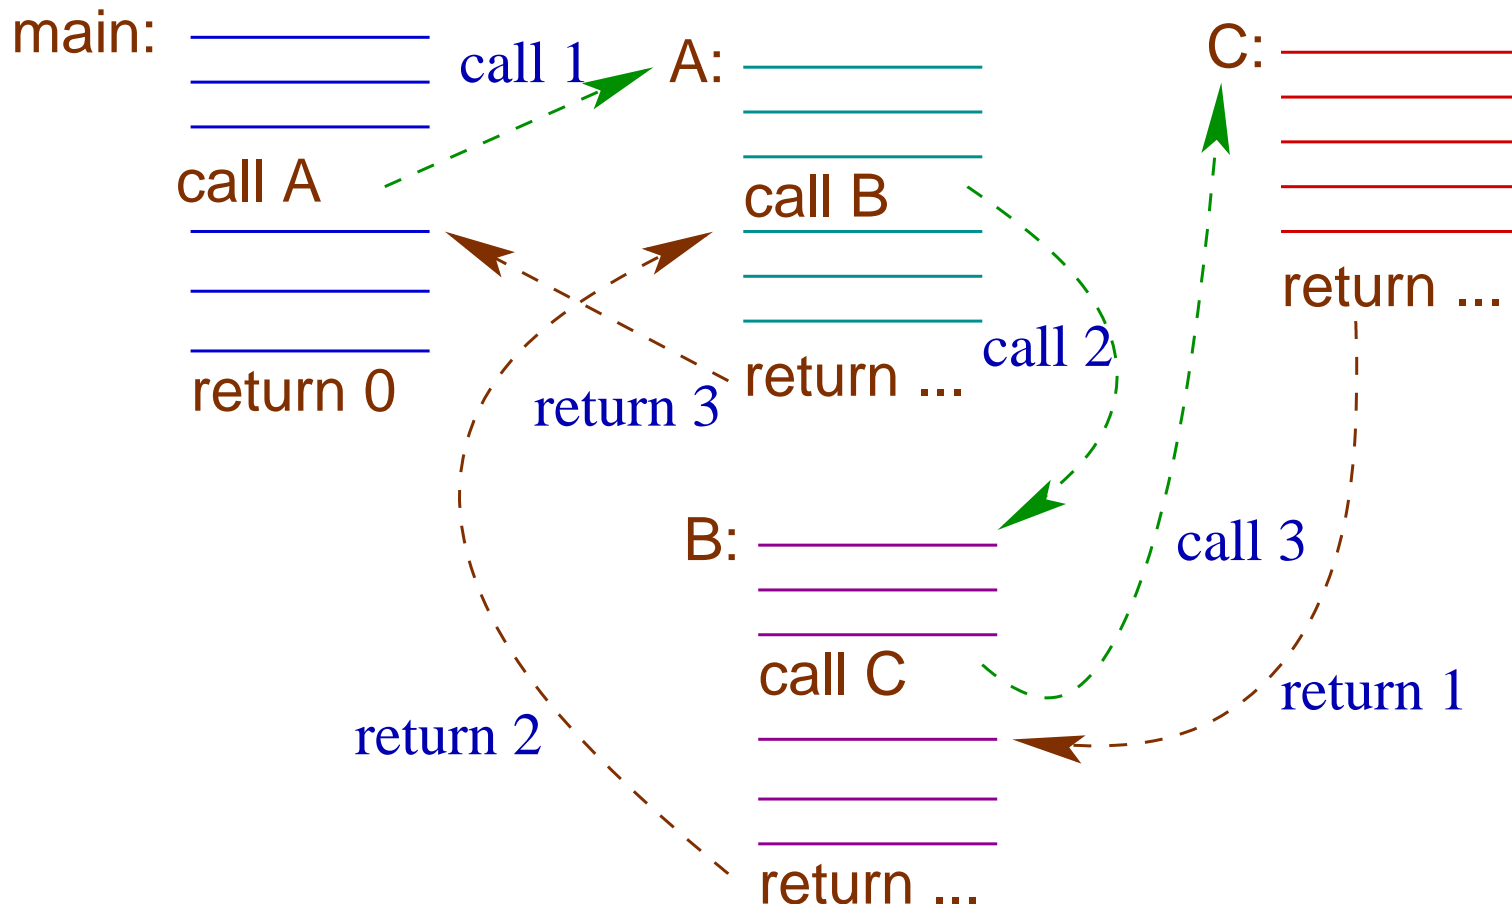 main:
call 1
call A
return 0
A:
call B
return ...
call 2
return 3
C:
return ...
B:
call C
return ...
call 3
return 1
return 2